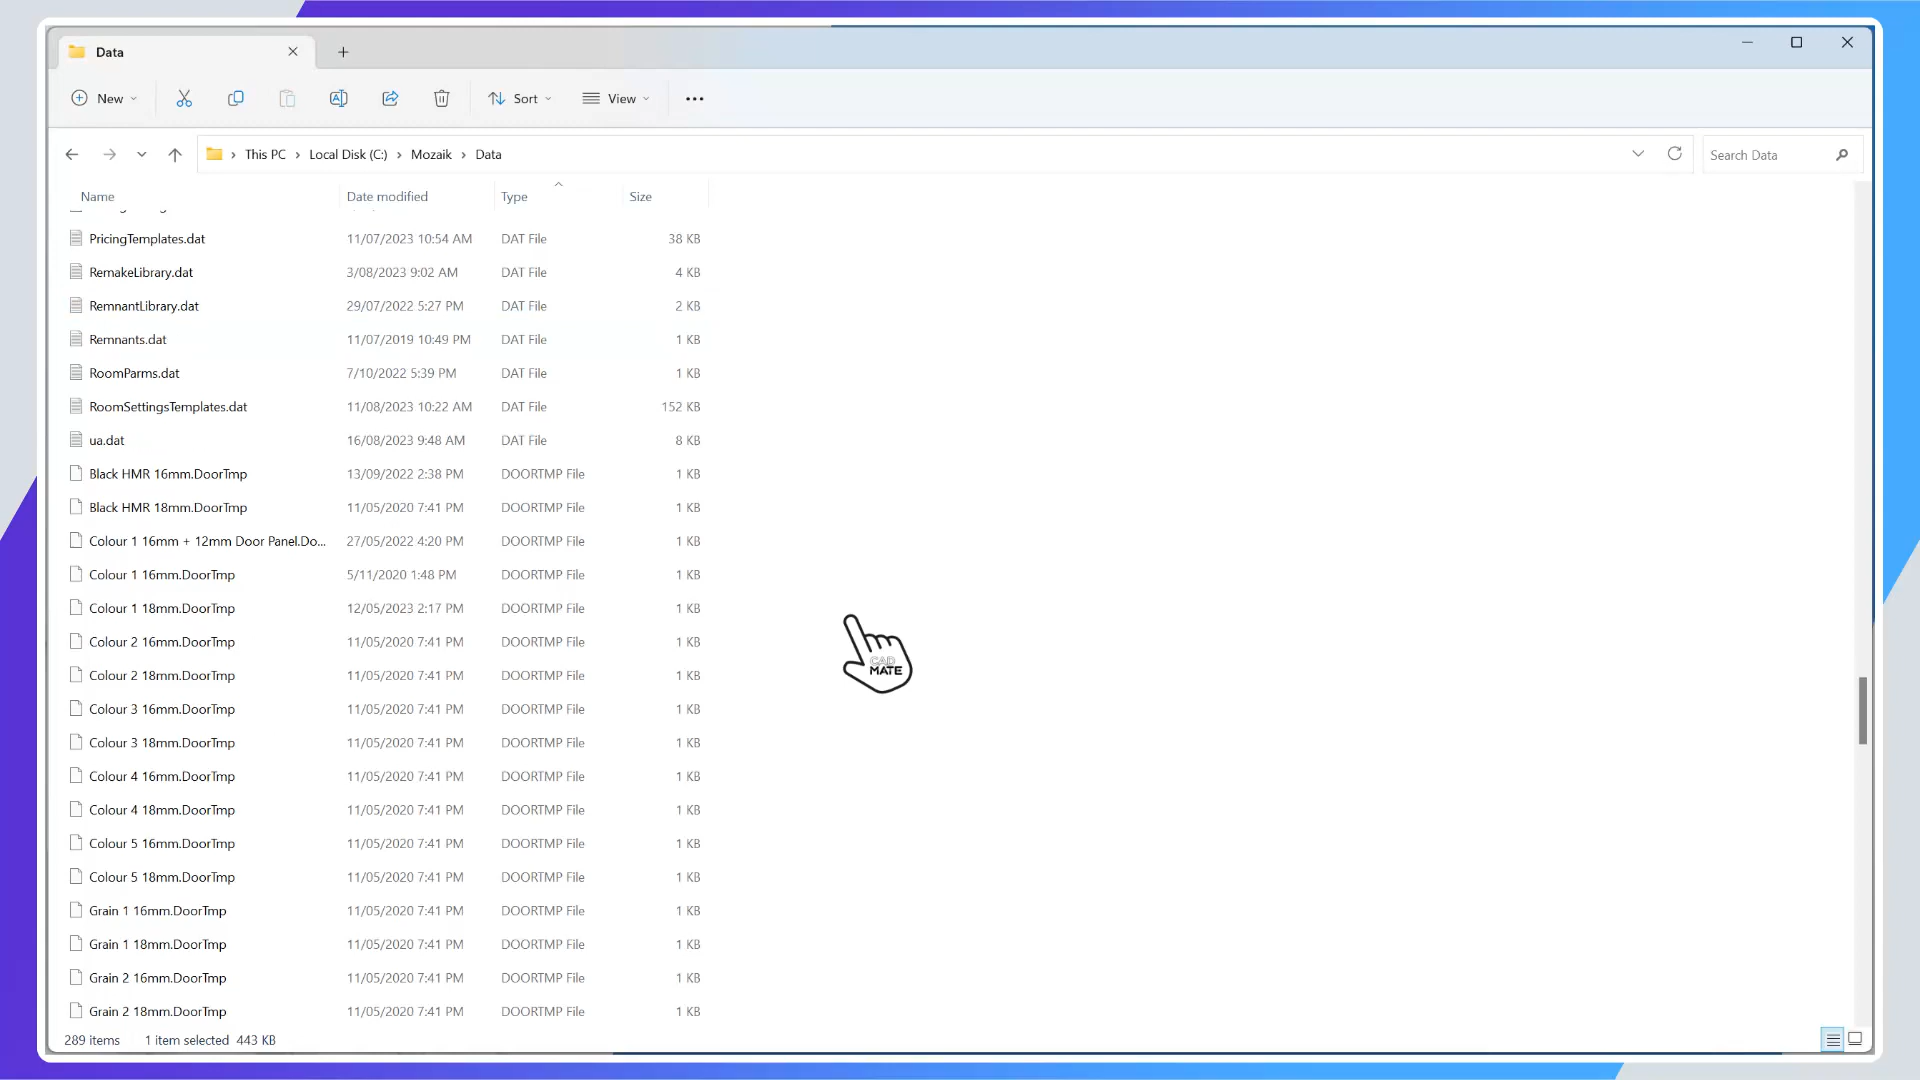 Data
New
Sort
View
This PC
Local Disk (C:)
Mozaik
Data
Search Data
Name Date modified Type Size
PricingTemplates.dat 11/07/2023 10:54 AM DAT File 38 KB
RemakeLibrary.dat 3/08/2023 9:02 AM DAT File 4 KB
RemnantLibrary.dat 29/07/2022 5:27 PM DAT File 2 KB
Remnants.dat 11/07/2019 10:49 PM DAT File 1 KB
RoomParms.dat 7/10/2022 5:39 PM DAT File 1 KB
RoomSettingsTemplates.dat 11/08/2023 10:22 AM DAT File 152 KB
ua.dat 16/08/2023 9:48 AM DAT File 8 KB
Black HMR 16mm.DoorTmp 13/09/2022 2:38 PM DOORTMP File 1 KB
Black HMR 18mm.DoorTmp 11/05/2020 7:41 PM DOORTMP File 1 KB
Colour 1 16mm + 12mm Door Panel.Do... 27/05/2022 4:20 PM DOORTMP File 1 KB
Colour 1 16mm.DoorTmp 5/11/2020 1:48 PM DOORTMP File 1 KB
Colour 1 18mm.DoorTmp 12/05/2023 2:17 PM DOORTMP File 1 KB
Colour 2 16mm.DoorTmp 11/05/2020 7:41 PM DOORTMP File 1 KB
Colour 2 18mm.DoorTmp 11/05/2020 7:41 PM DOORTMP File 1 KB
Colour 3 16mm.DoorTmp 11/05/2020 7:41 PM DOORTMP File 1 KB
Colour 3 18mm.DoorTmp 11/05/2020 7:41 PM DOORTMP File 1 KB
Colour 4 16mm.DoorTmp 11/05/2020 7:41 PM DOORTMP File 1 KB
Colour 4 18mm.DoorTmp 11/05/2020 7:41 PM DOORTMP File 1 KB
Colour 5 16mm.DoorTmp 11/05/2020 7:41 PM DOORTMP File 1 KB
Colour 5 18mm.DoorTmp 11/05/2020 7:41 PM DOORTMP File 1 KB
Grain 1 16mm.DoorTmp 11/05/2020 7:41 PM DOORTMP File 1 KB
Grain 1 18mm.DoorTmp 11/05/2020 7:41 PM DOORTMP File 1 KB
Grain 2 16mm.DoorTmp 11/05/2020 7:41 PM DOORTMP File 1 KB
Grain 2 18mm.DoorTmp 11/05/2020 7:41 PM DOORTMP File 1 KB
CAD
MATE
289 items 1 item selected 443 KB